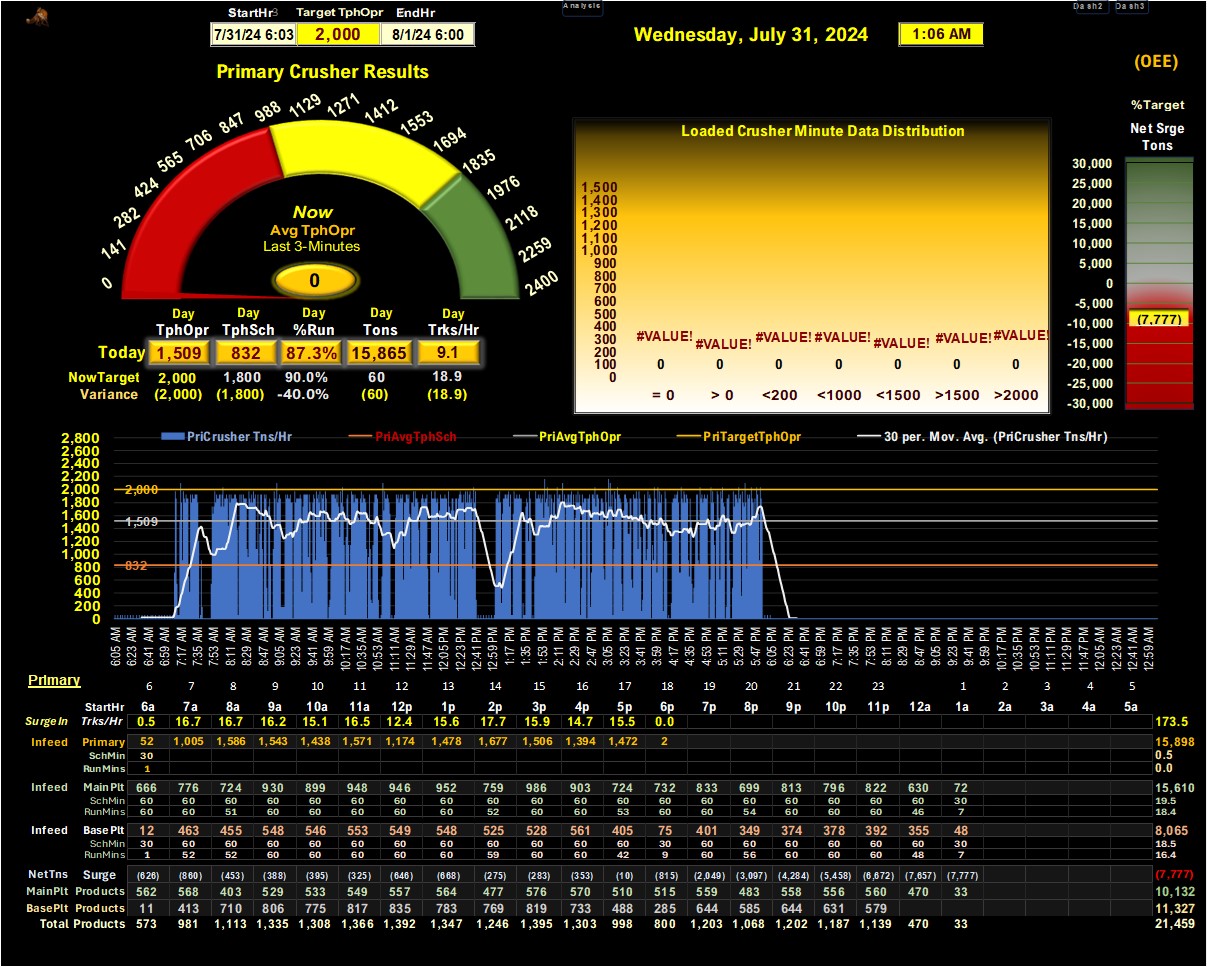 StartHr3 Target TphOpr EndHr
Analysis
Dash2 Dash3
7/31/24 6:03 2,000 8/1/24 6:00
Wednesday, July 31, 2024 1:06 AM
(OEE)
Primary Crusher Results
0 141 282 424 565 706 847 988 1129 1271 1412 1553 1694 1835 1976 2118 2259 2400
Now
Avg TphOpr
Last 3-Minutes
0
Day Day Day Day Day
TphOpr TphSch %Run Tons Trks/Hr
Today 1,509 832 87.3% 15,865 9.1
NowTarget 2,000 1,800 90.0% 60 18.9
Variance (2,000) (1,800) -40.0% (60) (18.9)
Loaded Crusher Minute Data Distribution
1,500
1,400
1,300
1,200
1,100
1,000
900
800
700
600
500
400
300
200
100
0
#VALUE! #VALUE! #VALUE! #VALUE! #VALUE! #VALUE! #VALUE!
0 0 0 0 0 0 0
= 0 > 0 <200 <1000 <1500 >1500 >2000
%Target
Net Srge
Tons
30,000
25,000
20,000
15,000
10,000
5,000
0
-5,000
(7,777)
-10,000
-15,000
-20,000
-25,000
-30,000
PriCrusher Tns/Hr PriAvgTphSch PriAvgTphOpr PriTargetTphOpr 30 per. Mov. Avg. (PriCrusher Tns/Hr)
2,800
2,600
2,400
2,200
2,000 2,000
1,800
1,600
1,400 1,509
1,200
1,000
800 832
600
400
200
0
6:05 AM 6:23 AM 6:41 AM 6:59 AM 7:17 AM 7:35 AM 7:53 AM 8:11 AM 8:29 AM 8:47 AM 9:05 AM 9:23 AM 9:41 AM 9:59 AM 10:17 AM 10:35 AM 10:53 AM 11:11 AM 11:29 AM 11:47 AM 12:05 PM 12:23 PM 12:41 PM 12:59 PM 1:17 PM 1:35 PM 1:53 PM 2:11 PM 2:29 PM 2:47 PM 3:05 PM 3:23 PM 3:41 PM 3:59 PM 4:17 PM 4:35 PM 4:53 PM 5:11 PM 5:29 PM 5:47 PM 6:05 PM 6:23 PM 6:41 PM 6:59 PM 7:17 PM 7:35 PM 7:53 PM 8:11 PM 8:29 PM 8:47 PM 9:05 PM 9:23 PM 9:41 PM 9:59 PM 10:17 PM 10:35 PM 10:53 PM 11:11 PM 11:29 PM 11:47 PM 12:05 AM 12:23 AM 12:41 AM 12:59 AM
Primary
6 7 8 9 10 11 12 13 14 15 16 17 18 19 20 21 22 23 1 2 3 4 5
StartHr 6a 7a 8a 9a 10a 11a 12p 1p 2p 3p 4p 5p 6p 7p 8p 9p 10p 11p 12a 1a 2a 3a 4a 5a
SurgeIn Trks/Hr 0.5 16.7 16.7 16.2 15.1 16.5 12.4 15.6 17.7 15.9 14.7 15.5 0.0 173.5
Infeed Primary 52 1,005 1,586 1,543 1,438 1,571 1,174 1,478 1,677 1,506 1,394 1,472 2 15,898
SchMin 30 0.5
RunMins 1 0.0
Infeed Main Plt 666 776 724 930 899 948 946 952 759 986 903 724 732 833 699 813 796 822 630 72 15,610
SchMin 60 60 60 60 60 60 60 60 60 60 60 60 60 60 60 60 60 60 60 30 19.5
RunMins 60 60 51 60 60 60 60 60 52 60 60 53 60 60 54 60 60 60 46 7 18.4
Infeed Base Plt 12 463 455 548 546 553 549 548 525 528 561 405 75 401 349 374 378 392 355 48 8,065
SchMin 30 60 60 60 60 60 60 60 60 60 60 60 30 60 60 60 60 60 60 30 18.5
RunMins 1 52 52 60 60 60 60 60 59 60 60 42 9 60 56 60 60 60 48 7 16.4
NetTns Surge (626) (860) (453) (388) (395) (325) (646) (668) (275) (283) (353) (10) (815) (2,049) (3,097) (4,284) (5,458) (6,672) (7,657) (7,777) (7,777)
MainPlt Products 562 568 403 529 533 549 557 564 477 576 570 510 515 559 483 558 556 560 470 33 10,132
BasePlt Products 11 413 710 806 775 817 835 783 769 819 733 488 285 644 585 644 631 579 11,327
Total Products 573 981 1,113 1,335 1,308 1,366 1,392 1,347 1,246 1,395 1,303 998 800 1,203 1,068 1,202 1,187 1,139 470 33 21,459